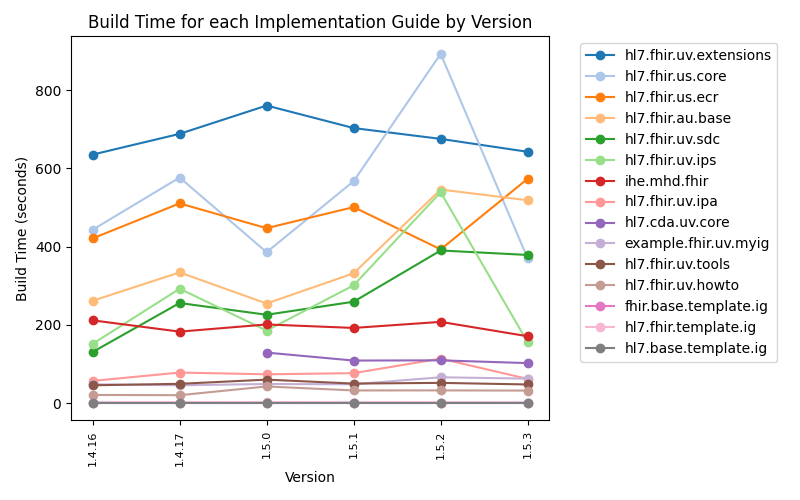 Build Time for each Implementation Guide by Version
Build Time (seconds)
800
600
400
200
0
1.4.16
1.4.17
1.5.0
1.5.1
1.5.2
1.5.3
Version
hl7.fhir.uv.extensions
hl7.fhir.us.core
hl7.fhir.us.ecr
hl7.fhir.au.base
hl7.fhir.uv.sdc
hl7.fhir.uv.ips
ihe.mhd.fhir
hl7.fhir.uv.ipa
hl7.cda.uv.core
example.fhir.uv.myig
hl7.fhir.uv.tools
hl7.fhir.uv.howto
fhir.base.template.ig
hl7.fhir.template.ig
hl7.base.template.ig